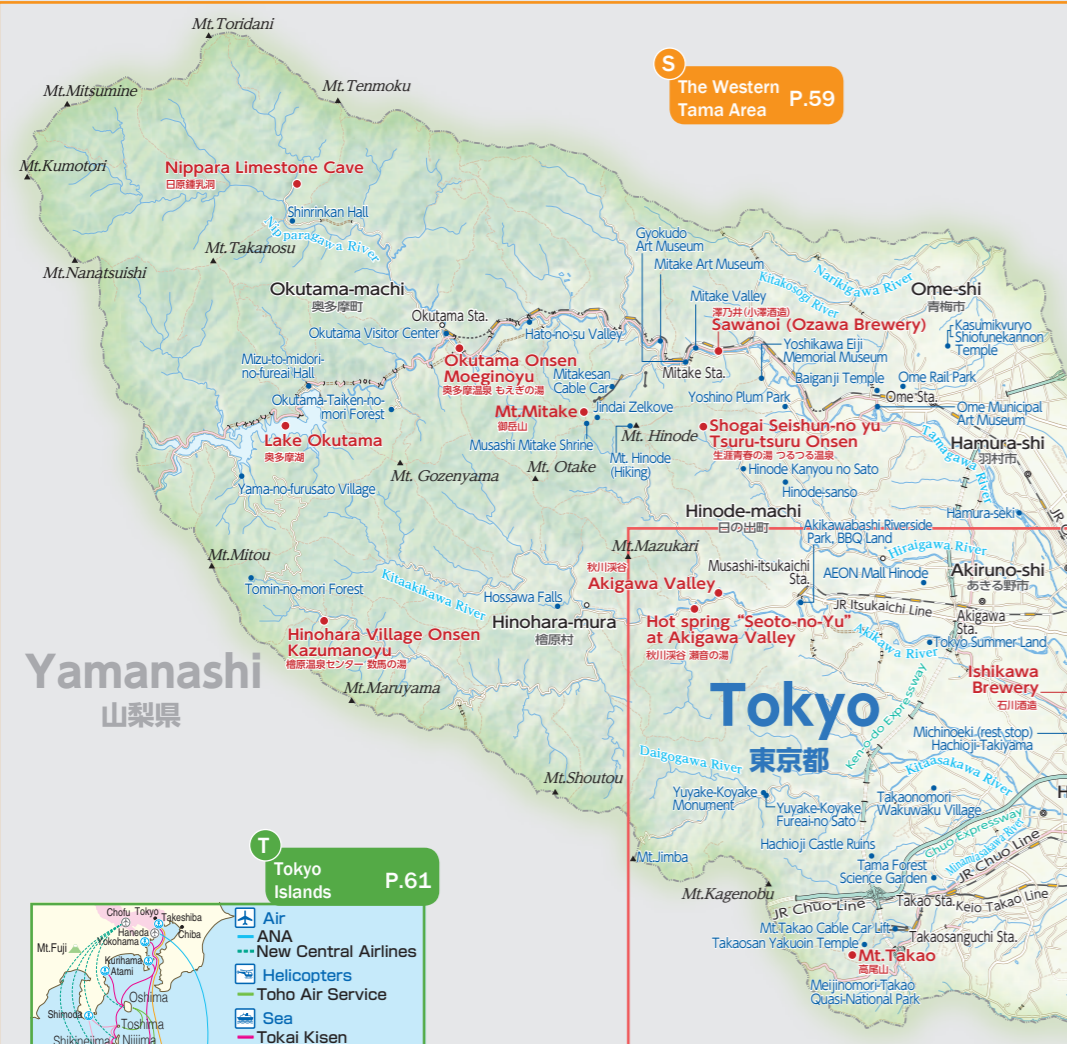 Mt.Toridani
S
The Western
Tama Area
P.59
Mt.Mitsumine
Mt.Tenmoku
Mt.Kumotori
Nippara Limestone Cave
日原鍾乳洞
Shinrinkan Hall
Nipparagawa River
Mt.Takanosu
Mt.Nanatsuishi
Okutama-machi
奥多摩町
Okutama Sta.
Okutama Visitor Center
Hato-no-su Valley
Gyokudo
Art Museum
Mitake Art Museum
Kitakosogi River
Narikigawa River
Mitake Valley
Ome-shi
青梅市
澤乃井(小澤酒造)
Sawanoi (Ozawa Brewery)
Kasumikvuryo
Shiofunekannon
Temple
Yoshikawa Eiji
Memorial Museum
Mizu-to-midori-
no-fureai Hall
Okutama Onsen
Moeginoyu
奥多摩温泉 もえぎの湯
Mitakesan
Cable Car
Mitake Sta.
Baiganji Temple
Ome Rail Park
Ome Sta.
Okutama-Taiken-no-
mori Forest
Mt.Mitake
御岳山
Jindai Zelkove
Yoshino Plum Park
Ome Municipal
Art Museum
Lake Okutama
奥多摩湖
Musashi Mitake Shrine
Mt. Hinode
Shogai Seishun-no yu
Tsuru-tsuru Onsen
生涯青春の湯 つるつる温泉
Tamagawa River
Hamura-shi
羽村市
Mt. Gozenyama
Mt. Otake
Mt. Hinode
(Hiking)
Hinode Kanyou no Sato
Hinode-sanso
Yama-no-furusato Village
Hinode-machi
日の出町
Hamura-seki
JR
Akikawabashi Riverside
Park, BBQ Land
Mt.Mitou
Mt.Mazukari
Musashi-itsukaichi
Sta.
Hiraigawa River
AEON Mall Hinode
Akiruno-shi
あきる野市
秋川渓谷
Akigawa Valley
Tomin-no-mori Forest
Kitaakikawa River
Hossawa Falls
JR Itsukaichi Line
Akigawa
Sta.
Hinohara-mura
檜原村
Hot spring “Seoto-no-Yu”
at Akigawa Valley
秋川渓谷 瀬音の湯
Akikawa River
Tokyo Summer Land
Hinohara Village Onsen
Kazumanoyu
檜原温泉センター 数馬の湯
Yamanashi
山梨県
Mt.Maruyama
Tokyo
東京都
Ishikawa
Brewery
石川酒造
Ken-o-do Expressway
Michinoeki (rest stop)
Hachioji-Takiyama
Daigogawa River
Kitaasakawa River
Mt.Shoutou
Yuyake-Koyake
Monument
Yuyake-Koyake
Fureai-no Sato
Takaonomori
Wakuwaku Village
H
Hachioji Castle Ruins
Chuo Expressway
Minamiasakawa River
Mt.Jimba
Tama Forest
Science Garden
JR Chuo Line
Mt.Kagenobu
JR Chuo Line
Takao Sta.
Keio Takao Line
Mt.Takao Cable Car Lift
Takaosanguchi Sta.
Takaosan Yakuoin Temple
Mt.Takao
高尾山
Meijinomori-Takao
Quasi-National Park
T
Tokyo
Islands
P.61
Chofu
Tokyo
Takeshiba
Haneda
Chiba
Yokohama
Mt.Fuji
Kurihama
Atami
Oshima
Shimoda
Toshima
Shikinejima
Niijima
Air
ANA
New Central Airlines
Helicopters
Toho Air Service
Sea
Tokai Kisen